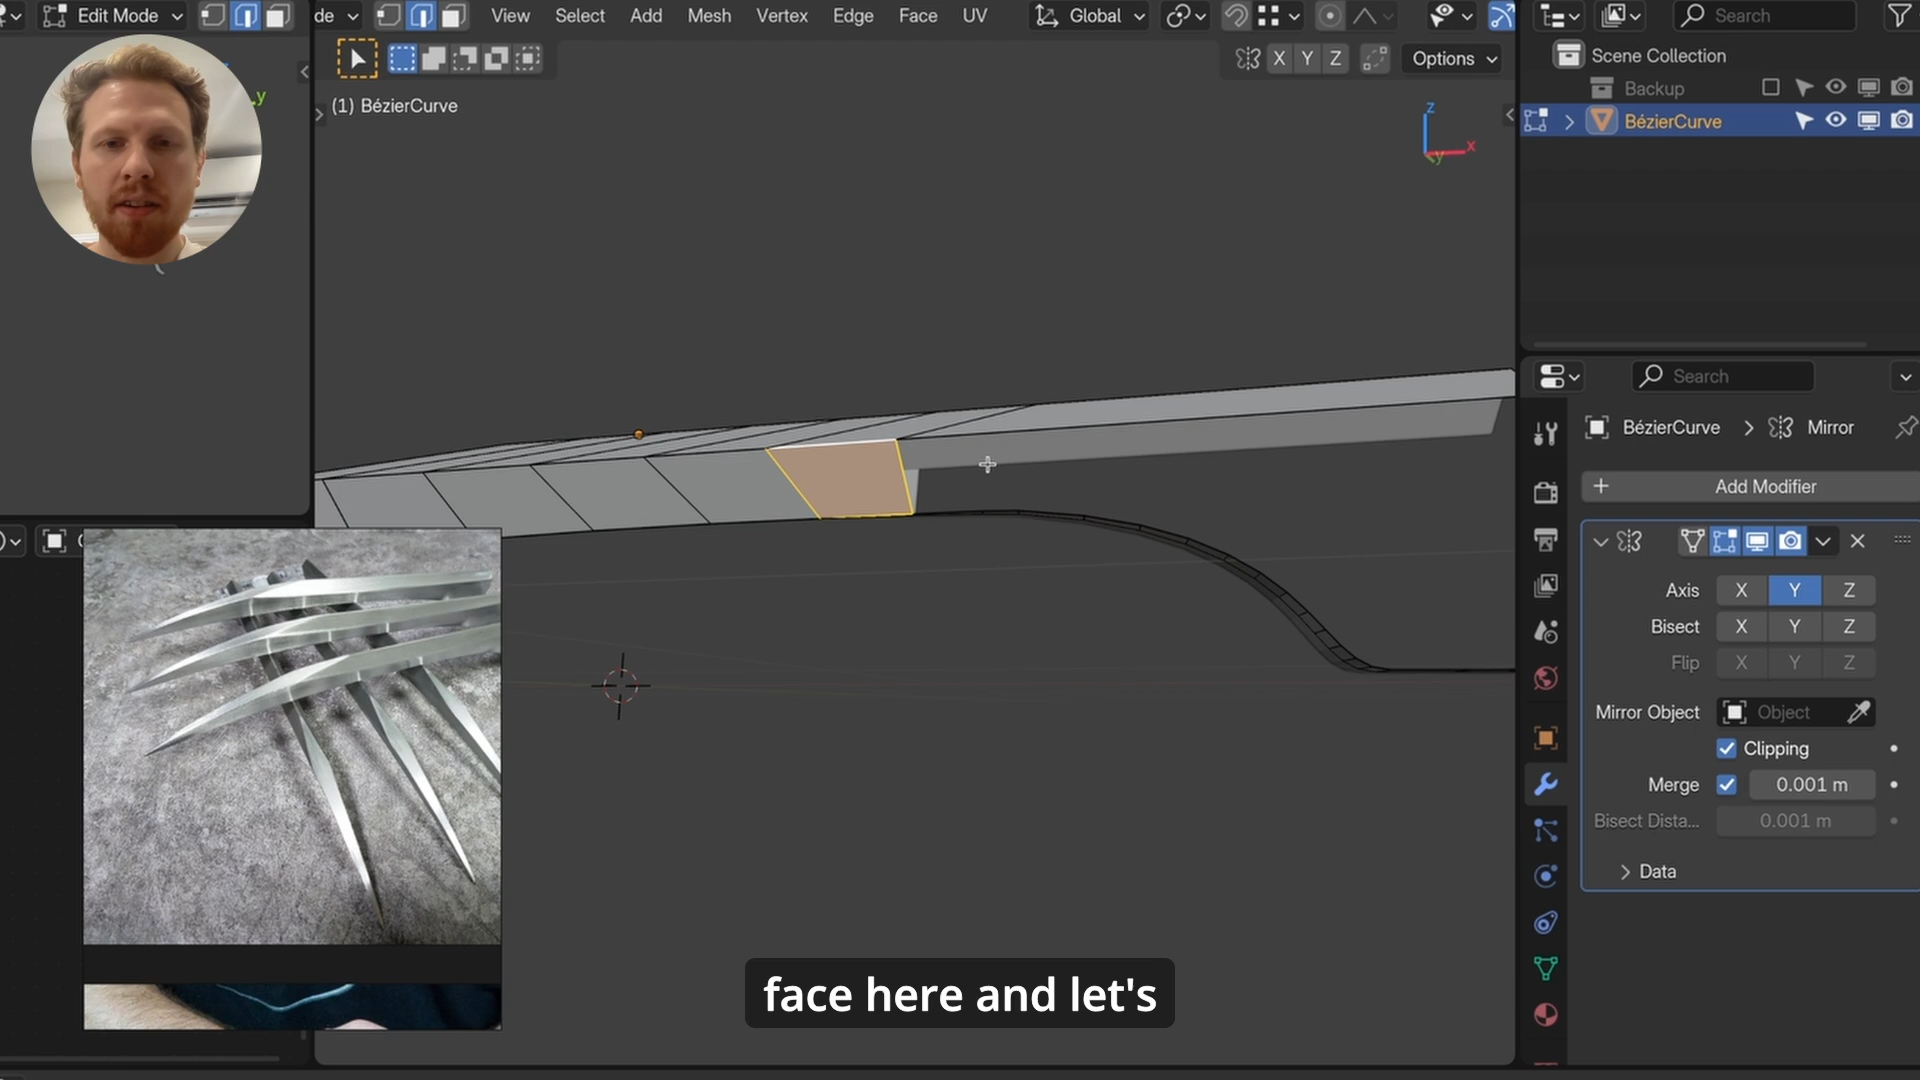 Edit Mode
de
View
Select
Add
Mesh
Vertex
Edge
Face
UV
Global
Search
X
Y
Z
Options
Scene Collection
Backup
BézierCurve
(1) BézierCurve
y
z
x
y
Search
BézierCurve
Mirror
Add Modifier
Axis
X
Y
Z
Bisect
X
Y
Z
Flip
X
Y
Z
Mirror Object
Object
Clipping
Merge
0.001 m
Bisect Dista...
0.001 m
Data
face here and let's